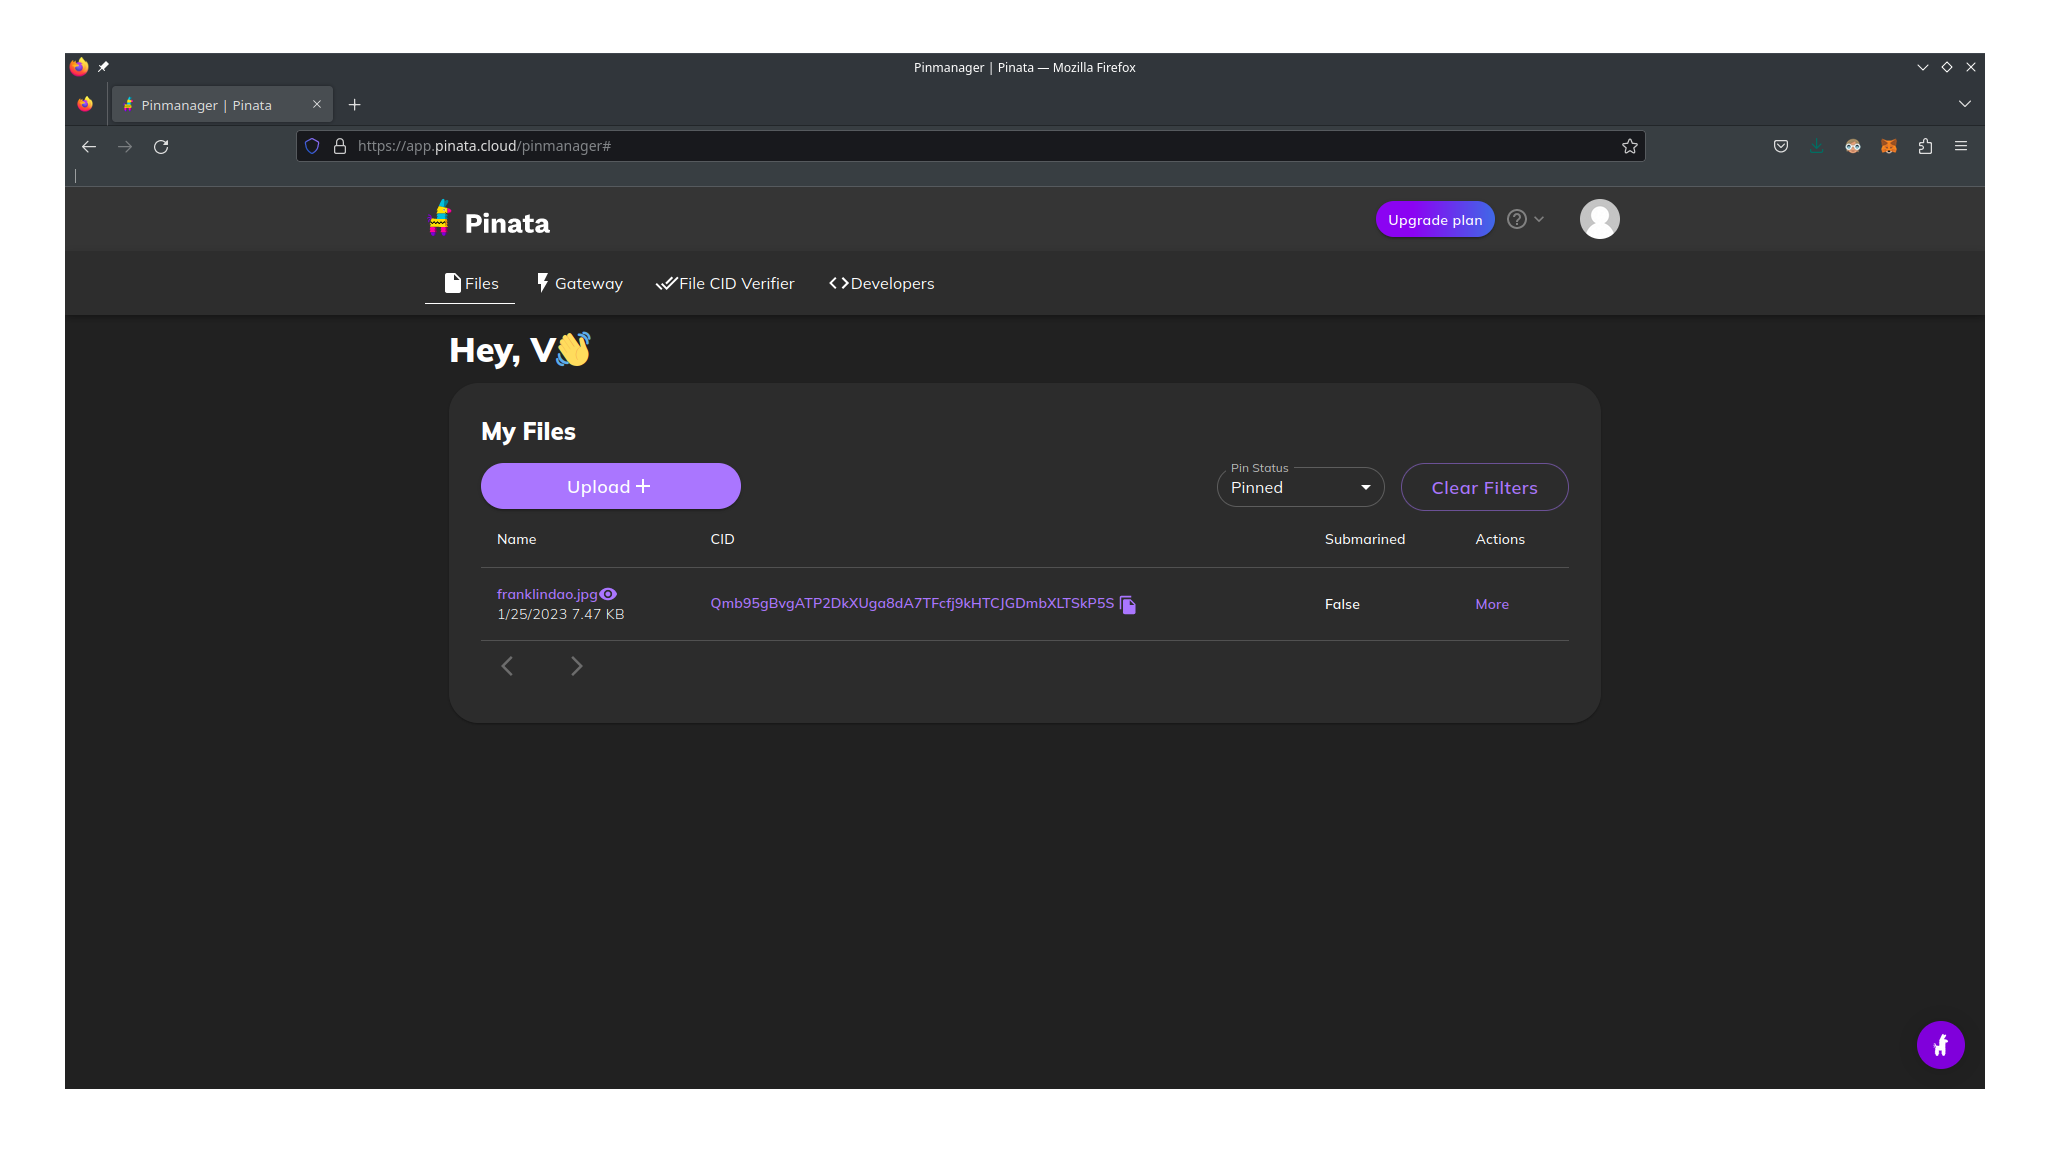 Pinmanager | Pinata — Mozilla Firefox
Pinmanager | Pinata
https://app.pinata.cloud/pinmanager#
Pinata
Upgrade plan
Files
Gateway
File CID Verifier
Developers
Hey, V👋
My Files
Upload
Pin Status
Pinned
Clear Filters
Name
CID
Submarined
Actions
franklindao.jpg
1/25/2023 7.47 KB
Qmb95gBvgATP2DkXUga8dA7TFcfj9kHTCJGDmbXLTSkP5S
False
More